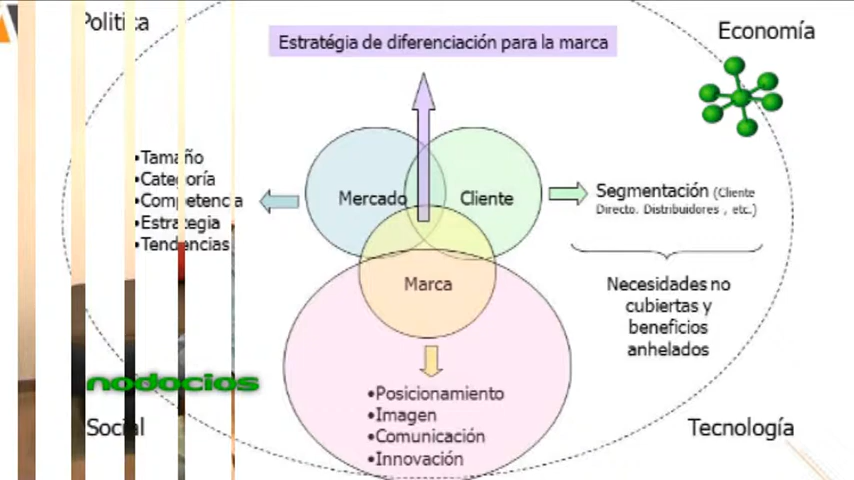 Politica
Economía
Estratégia de diferenciación para la marca
•Tamaño
•Categoría
•Competencia
•Estrategia
•Tendencias
Mercado
Cliente
Segmentación (Cliente
Directo. Distribuidores , etc.)
Marca
Necesidades no
cubiertas y
beneficios
anhelados
nodocios
•Posicionamiento
•Imagen
•Comunicación
•Innovación
Social
Tecnología